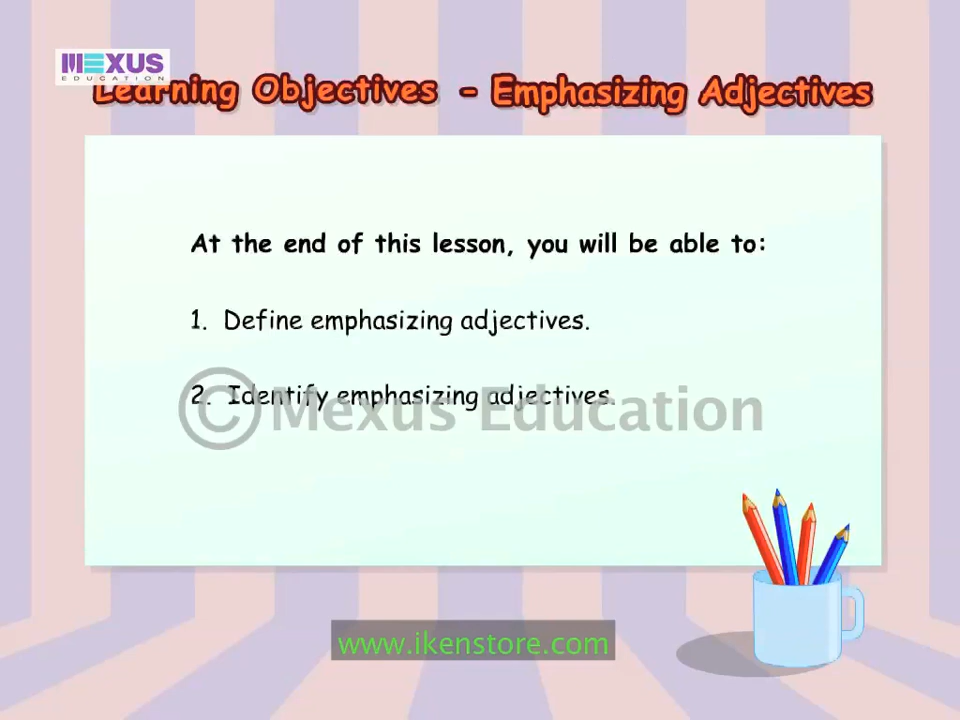 MEXUS
EDUCATION
Learning Objectives - Emphasizing Adjectives
At the end of this lesson, you will be able to:
1. Define emphasizing adjectives.
2. Identify emphasizing adjectives.
© Mexus Education
www.ikenstore.com